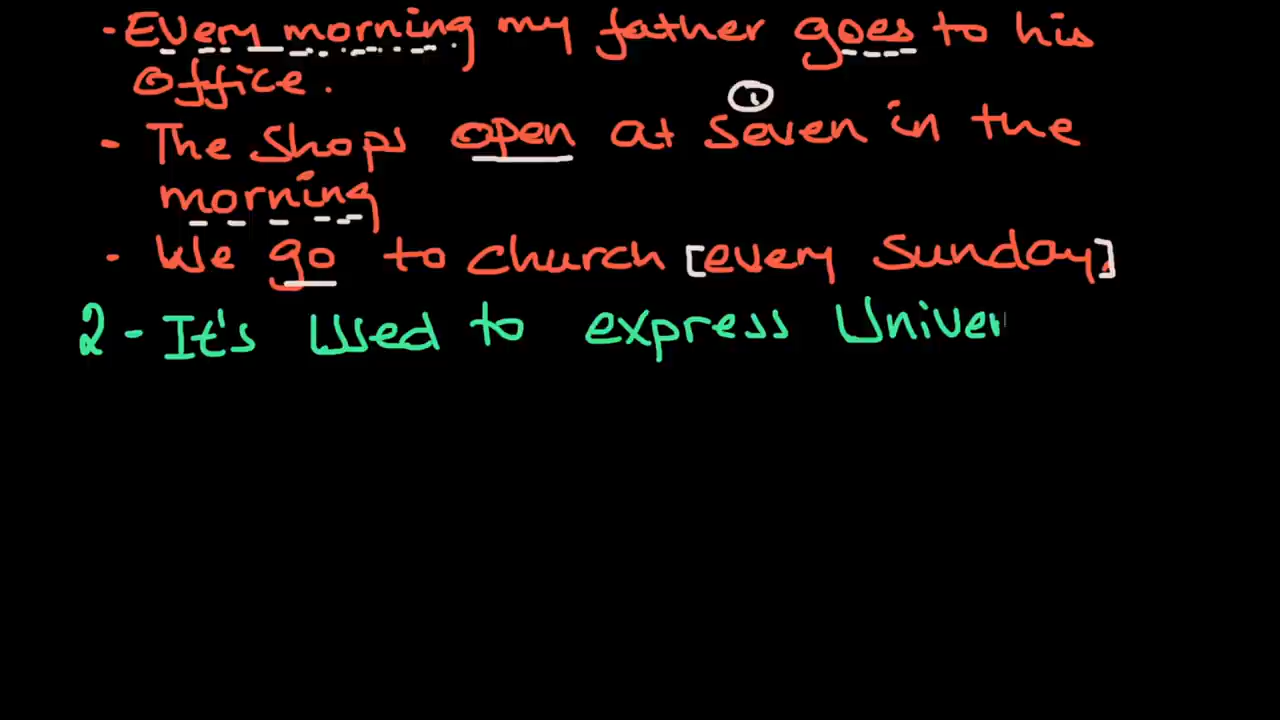 - Every morning my father goes to his
office.
1
- The shops open at seven in the
morning
- We go to church [every Sunday]
2 - It's used to express Univer